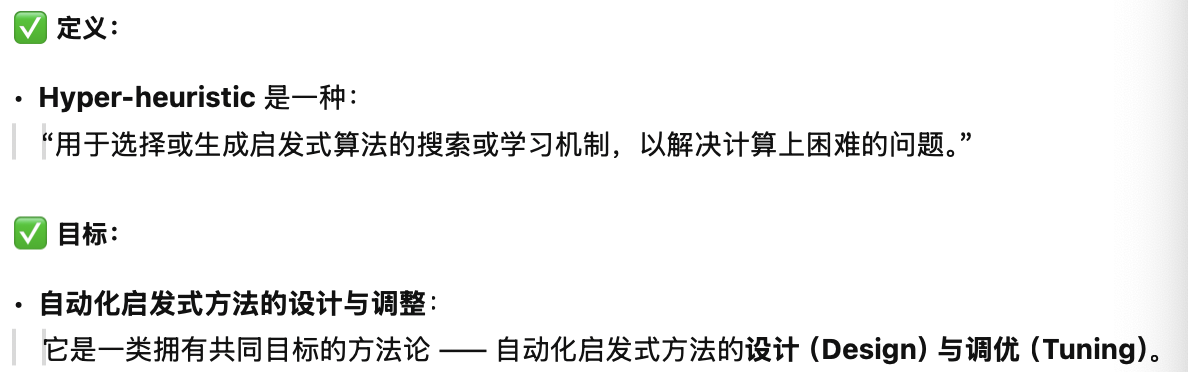 ✅ 定义：
• Hyper-heuristic 是一种：
“用于选择或生成启发式算法的搜索或学习机制，以解决计算上困难的问题。”
✅ 目标：
• 自动化启发式方法的设计与调整：
它是一类拥有共同目标的方法论 —— 自动化启发式方法的设计（Design）与调优（Tuning）。